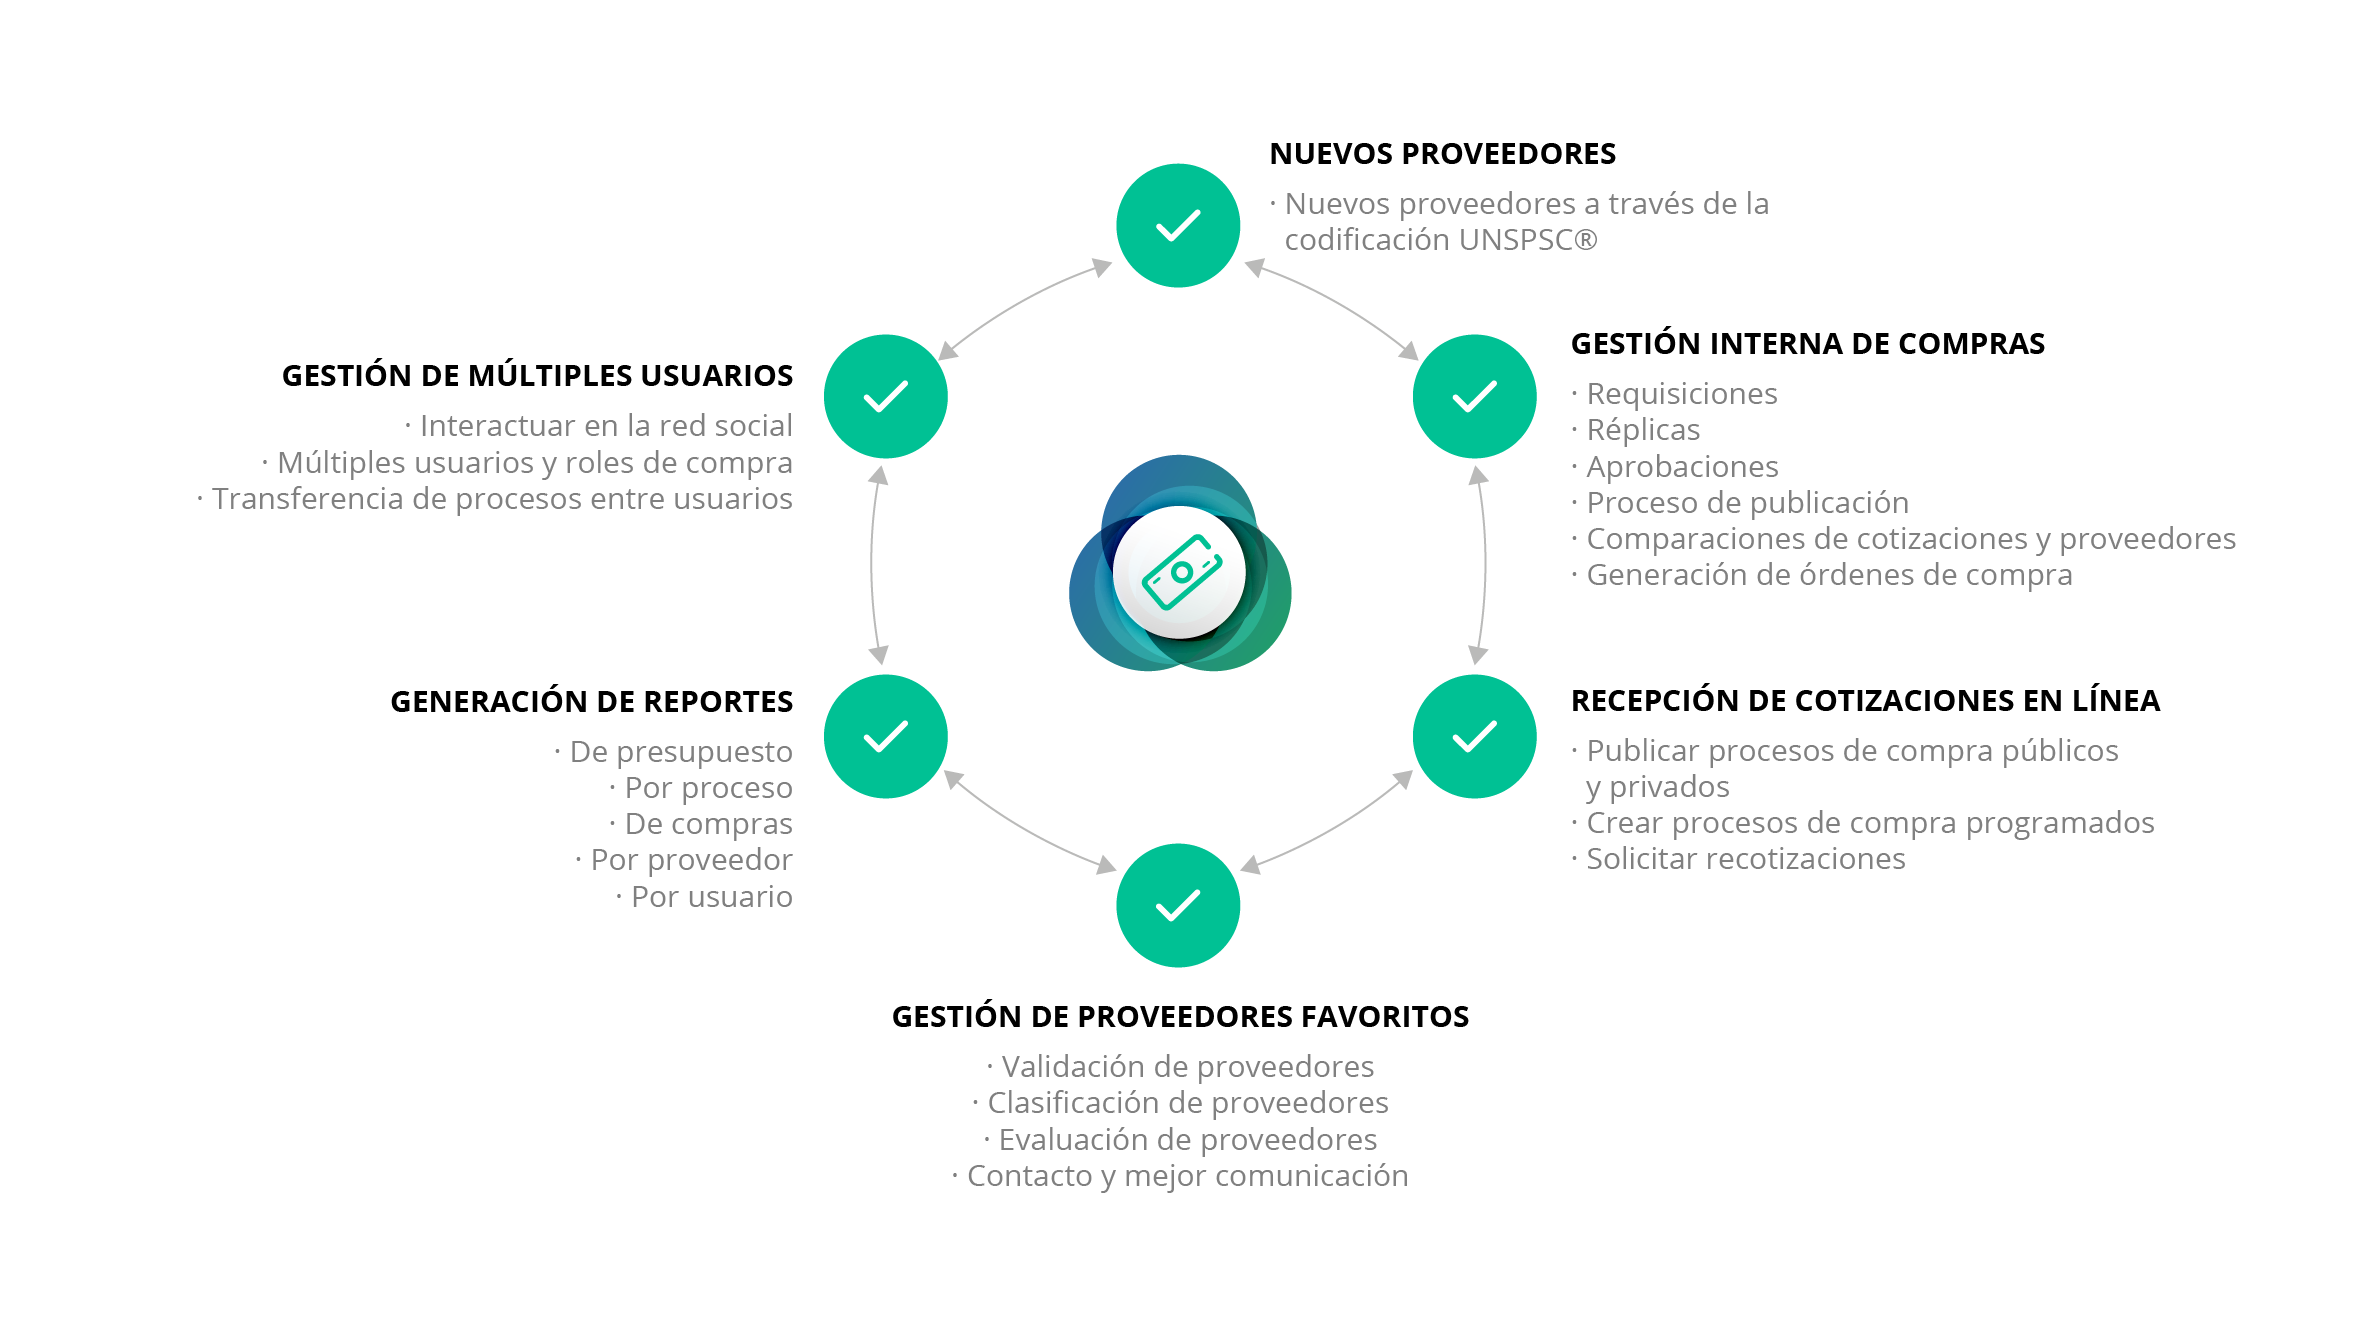 NUEVOS PROVEEDORES
· Nuevos proveedores a través de la
codificación UNSPSC®
GESTIÓN INTERNA DE COMPRAS
· Requisiciones
· Réplicas
· Aprobaciones
· Proceso de publicación
· Comparaciones de cotizaciones y proveedores
· Generación de órdenes de compra
RECEPCIÓN DE COTIZACIONES EN LÍNEA
· Publicar procesos de compra públicos
y privados
· Crear procesos de compra programados
· Solicitar recotizaciones
GESTIÓN DE PROVEEDORES FAVORITOS
· Validación de proveedores
· Clasificación de proveedores
· Evaluación de proveedores
· Contacto y mejor comunicación
GENERACIÓN DE REPORTES
· De presupuesto
· Por proceso
· De compras
· Por proveedor
· Por usuario
GESTIÓN DE MÚLTIPLES USUARIOS
· Interactuar en la red social
· Múltiples usuarios y roles de compra
· Transferencia de procesos entre usuarios